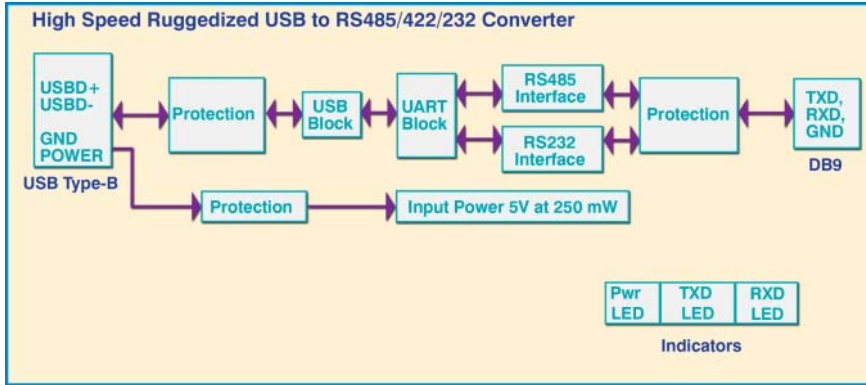 High Speed Ruggedized USB to RS485/422/232 Converter
USBD+
USBD-
GND
POWER
USB Type-B
Protection
USB
Block
UART
Block
RS485
Interface
RS232
Interface
Protection
TXD,
RXD,
GND
DB9
Protection
Input Power 5V at 250 mW
Pwr
LED
TXD
LED
RXD
LED
Indicators